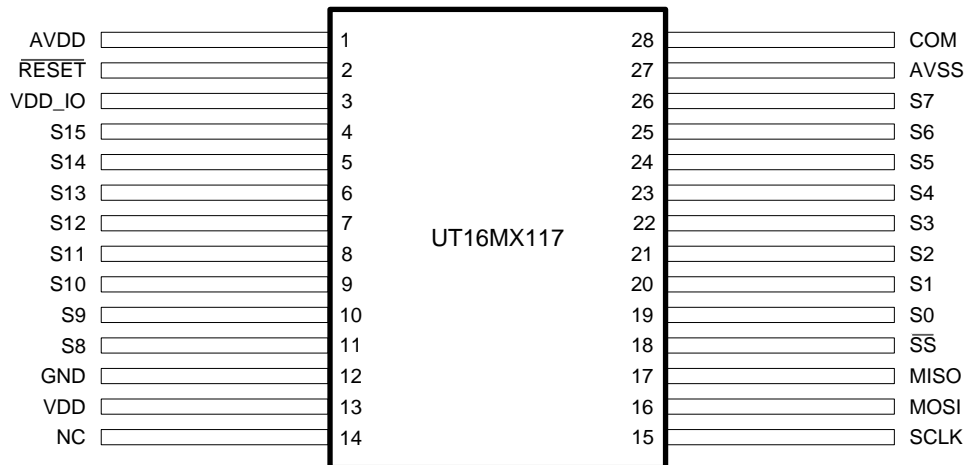 AVDD 1 28 COM
RESET 2 27 AVSS
VDD_IO 3 26 S7
S15 4 25 S6
S14 5 24 S5
S13 6 23 S4
S12 7 22 S3
UT16MX117
S11 8 21 S2
S10 9 20 S1
S9 10 19 S0
S8 11 18 SS
GND 12 17 MISO
VDD 13 16 MOSI
NC 14 15 SCLK